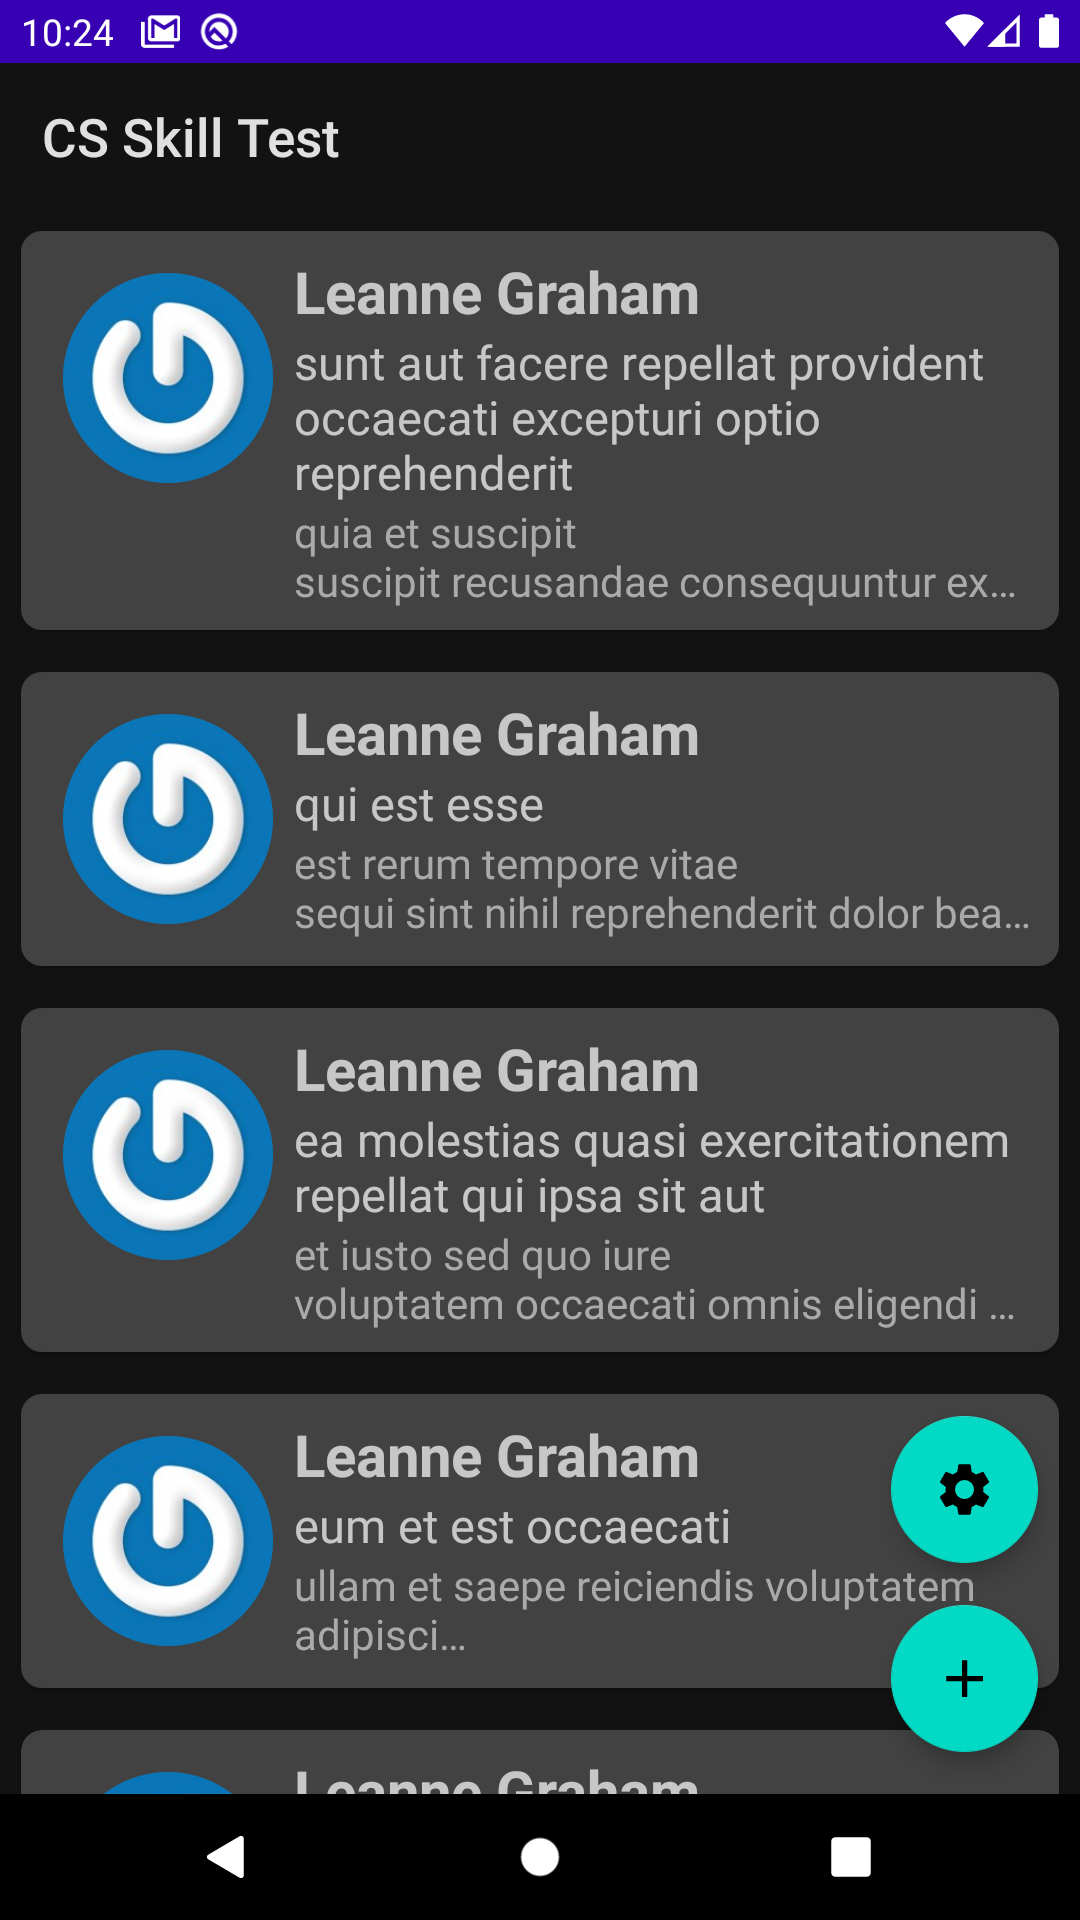 10:24
CS Skill Test
Leanne Graham
sunt aut facere repellat provident
occaecati excepturi optio
reprehenderit
quia et suscipit
suscipit recusandae consequuntur ex…
Leanne Graham
qui est esse
est rerum tempore vitae
sequi sint nihil reprehenderit dolor bea…
Leanne Graham
ea molestias quasi exercitationem
repellat qui ipsa sit aut
et iusto sed quo iure
voluptatem occaecati omnis eligendi …
Leanne Graham
eum et est occaecati
ullam et saepe reiciendis voluptatem
adipisci…
Leanne Graham